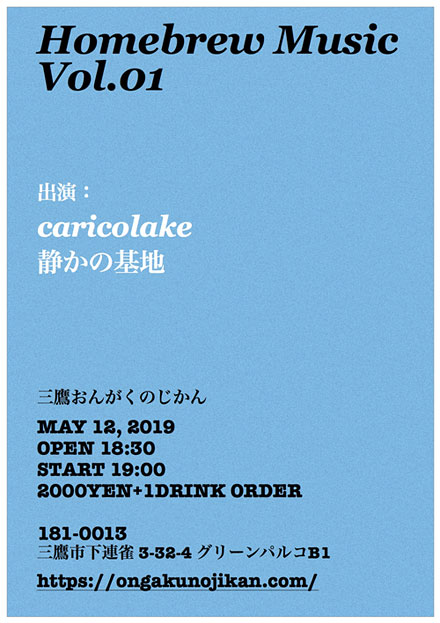 Homebrew Music
Vol.01
出演：
caricolake
静かの基地
三鷹おんがくのじかん
MAY 12, 2019
OPEN 18:30
START 19:00
2000YEN+1DRINK ORDER
181-0013
三鷹市下連雀 3-32-4 グリーンパルコB1
https://ongakunojikan.com/